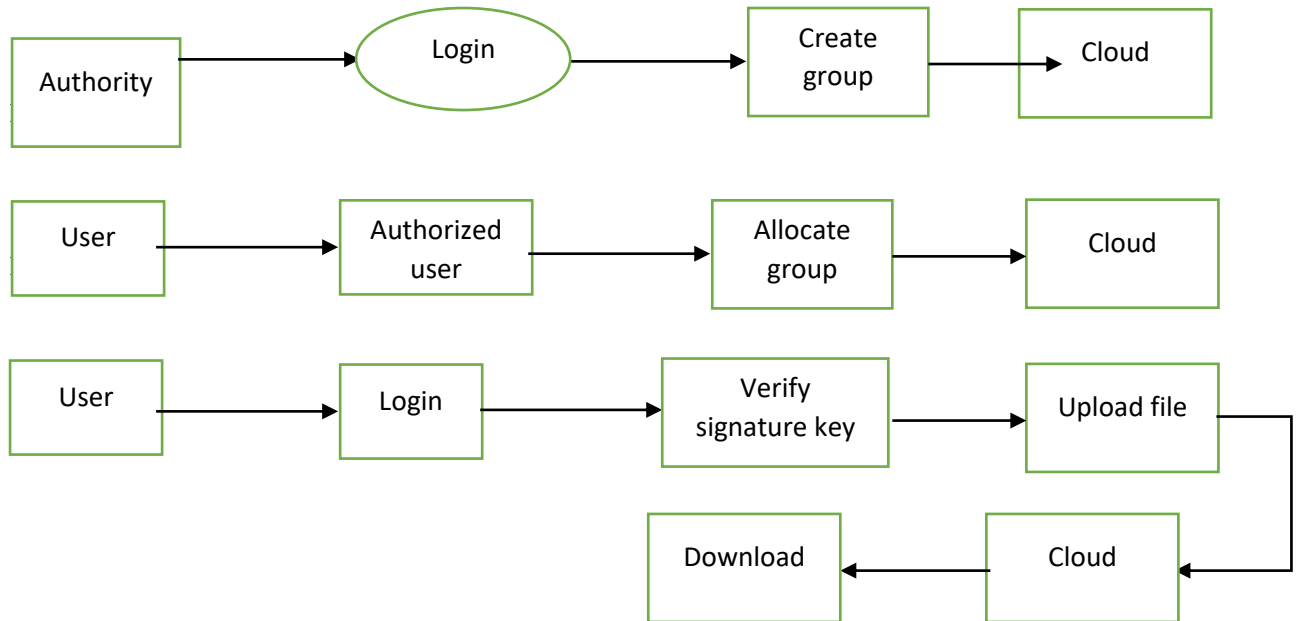 Authority
Login
Create
group
Cloud
User
Authorized
user
Allocate
group
Cloud
User
Login
Verify
signature key
Upload file
Download
Cloud